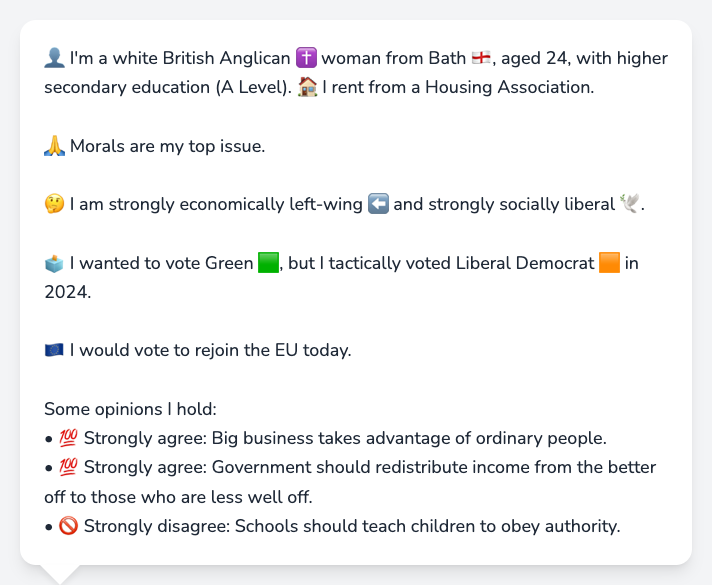 👤 I'm a white British Anglican ✝️ woman from Bath 🏴󠁧󠁢󠁥󠁮󠁧󠁿, aged 24, with higher
secondary education (A Level). 🏠 I rent from a Housing Association.
🙏 Morals are my top issue.
🤔 I am strongly economically left-wing ⬅️ and strongly socially liberal 🕊️.
🗳️ I wanted to vote Green 🟩, but I tactically voted Liberal Democrat 🟧 in
2024.
🇪🇺 I would vote to rejoin the EU today.
Some opinions I hold:
• 💯 Strongly agree: Big business takes advantage of ordinary people.
• 💯 Strongly agree: Government should redistribute income from the better
off to those who are less well off.
• 🚫 Strongly disagree: Schools should teach children to obey authority.